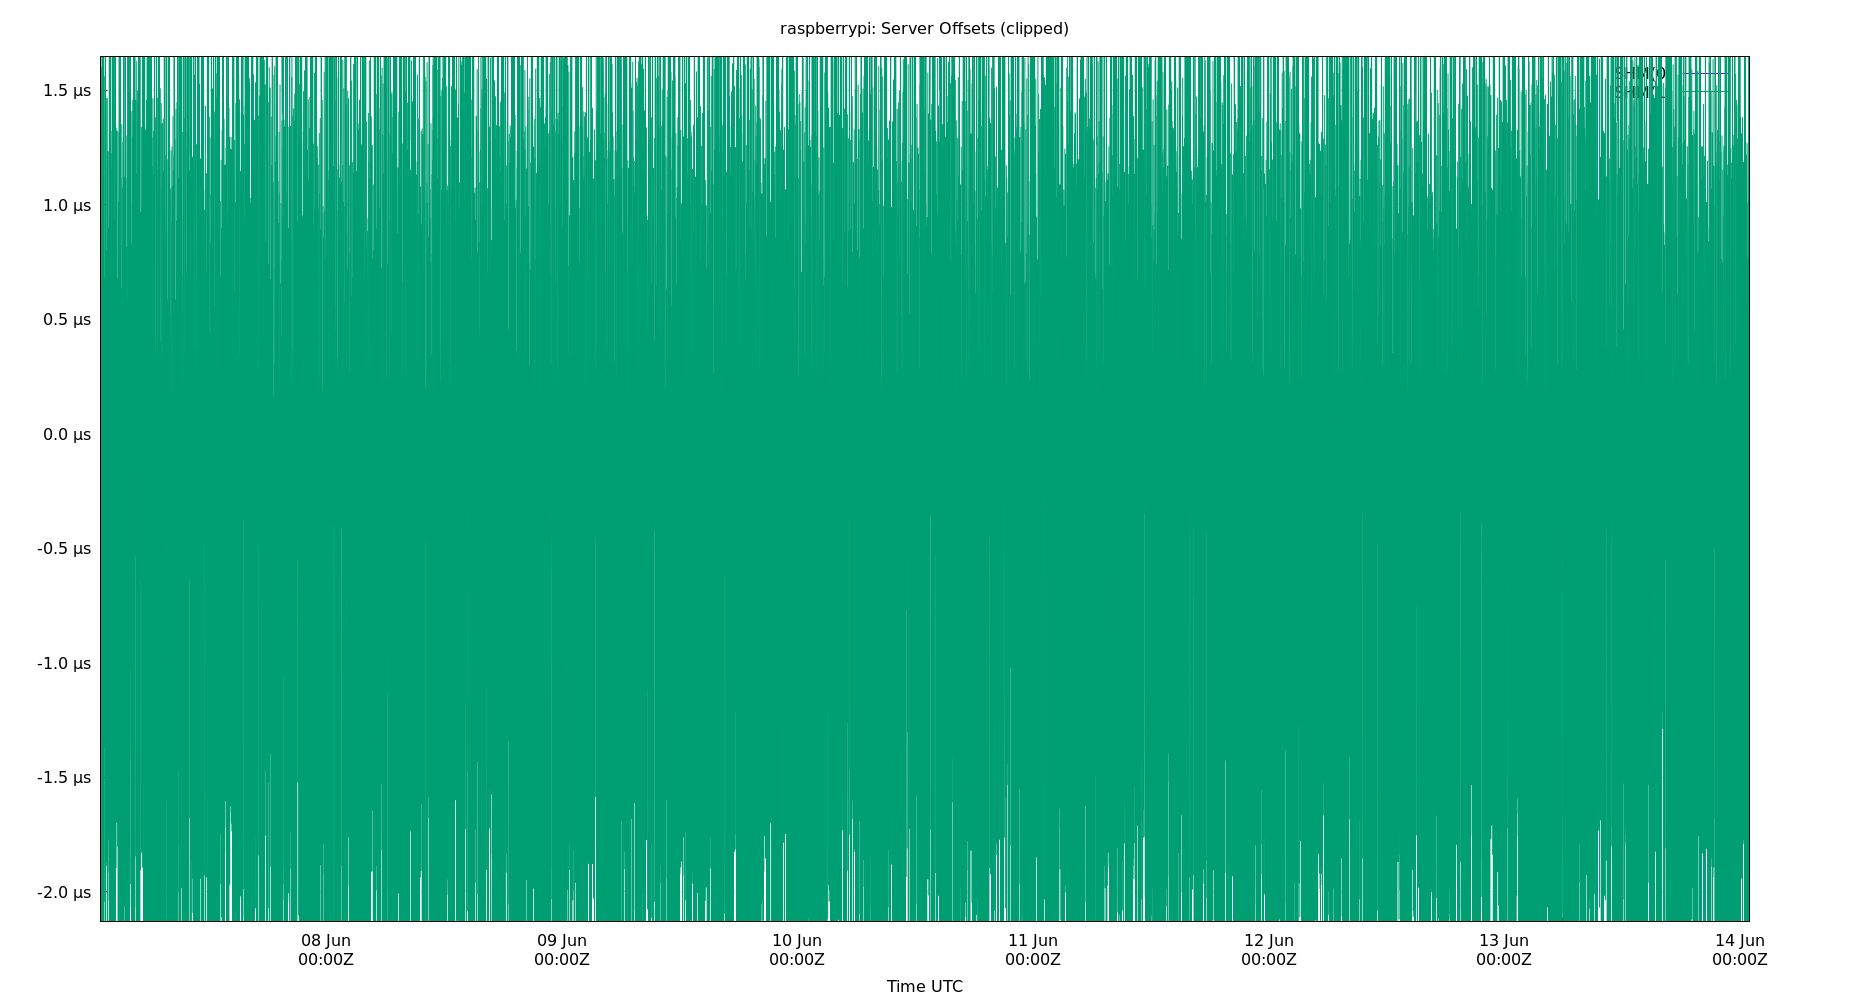 raspberrypi: Server Offsets (clipped)
1.5 µs
1.0 µs
0.5 µs
0.0 µs
-0.5 µs
-1.0 µs
-1.5 µs
-2.0 µs
08 Jun 00:00Z
09 Jun 00:00Z
10 Jun 00:00Z
11 Jun 00:00Z
12 Jun 00:00Z
13 Jun 00:00Z
14 Jun 00:00Z
Time UTC